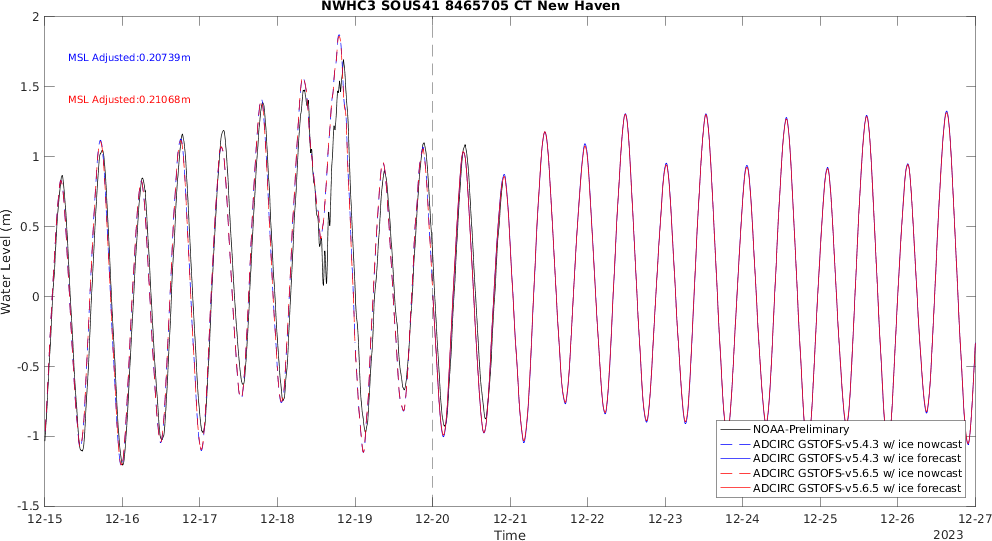 NWHC3 SOUS41 8465705 CT New Haven
MSL Adjusted:0.20739m
MSL Adjusted:0.21068m
Water Level (m)
2
1.5
1
0.5
0
-0.5
-1
-1.5
NOAA-Preliminary
ADCIRC GSTOFS-v5.4.3 w/ ice nowcast
ADCIRC GSTOFS-v5.4.3 w/ ice forecast
ADCIRC GSTOFS-v5.6.5 w/ ice nowcast
ADCIRC GSTOFS-v5.6.5 w/ ice forecast
12-15 12-16 12-17 12-18 12-19 12-20 12-21 12-22 12-23 12-24 12-25 12-26 12-27
Time
2023